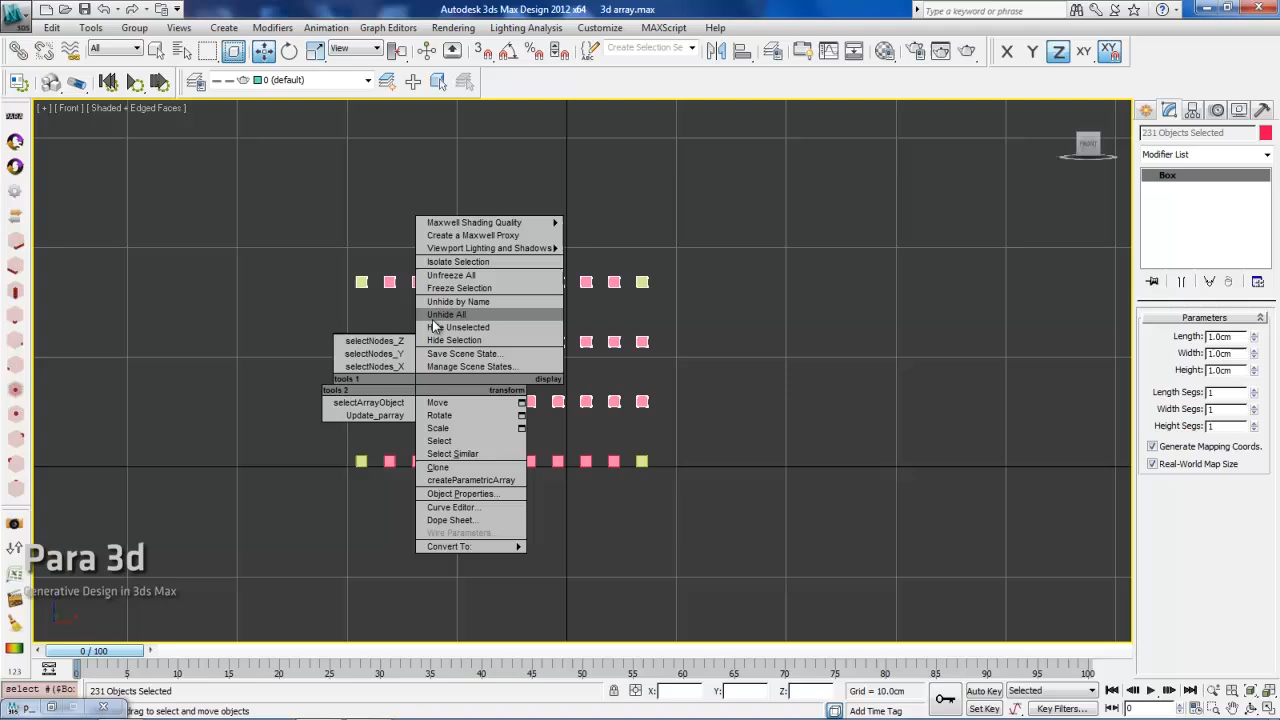 Autodesk 3ds Max Design 2012 x64 3d array.max
Type a keyword or phrase
Edit Tools Group Views Create Modifiers Animation Graph Editors Rendering Lighting Analysis Customize MAXScript Help
All View 3 Create Selection Se X Y Z XY XY
0 (default)
PARA
[ + ] [ Front ] [ Shaded + Edged Faces ]
FRONT
231 Objects Selected
Modifier List
Box
Maxwell Shading Quality
Create a Maxwell Proxy
Viewport Lighting and Shadows
Isolate Selection
Unfreeze All
Freeze Selection
Unhide by Name
Unhide All
Unselected
Hide Selection
Save Scene State...
Manage Scene States...
selectNodes_Z
selectNodes_Y
selectNodes_X
tools 1 display
tools 2 transform
selectArrayObject
Update_parray
Move
Rotate
Scale
Select
Select Similar
Clone
createParametricArray
Object Properties...
Curve Editor...
Dope Sheet...
Wire Parameters...
Convert To:
Parameters
Length: 1.0cm
Width: 1.0cm
Height: 1.0cm
Length Segs: 1
Width Segs: 1
Height Segs: 1
Generate Mapping Coords.
Real-World Map Size
Para 3d
Generative Design in 3ds Max
0 / 100
0 5 10 15 20 25 30 35 40 45 50 55 60 65 70 75 80 85 90 95 100
123
select #($Bo
231 Objects Selected
X: Y: Z: Grid = 10.0cm
Auto Key Selected
drag to select and move objects
Add Time Tag
Set Key Key Filters...
0